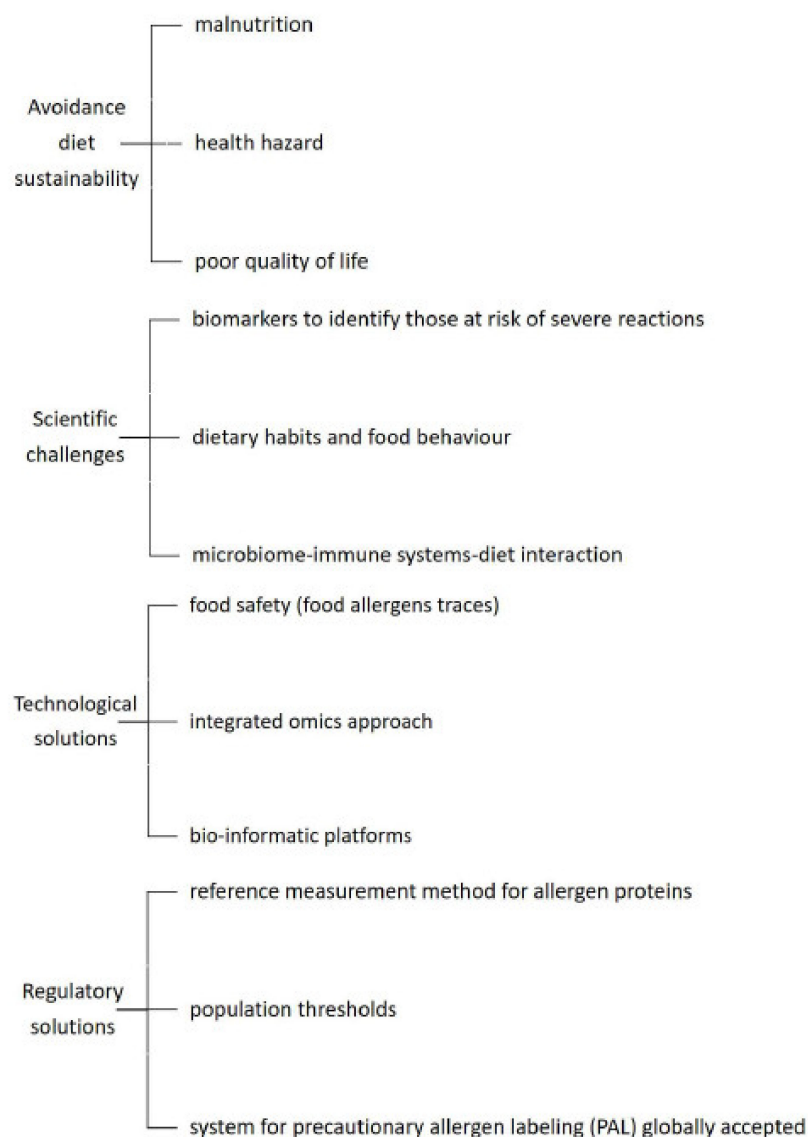 malnutrition
Avoidance
diet
sustainability
health hazard
poor quality of life
biomarkers to identify those at risk of severe reactions
Scientific
challenges
dietary habits and food behaviour
microbiome-immune systems-diet interaction
food safety (food allergens traces)
Technological
solutions
integrated omics approach
bio-informatic platforms
reference measurement method for allergen proteins
Regulatory
solutions
population thresholds
system for precautionary allergen labeling (PAL) globally accepted